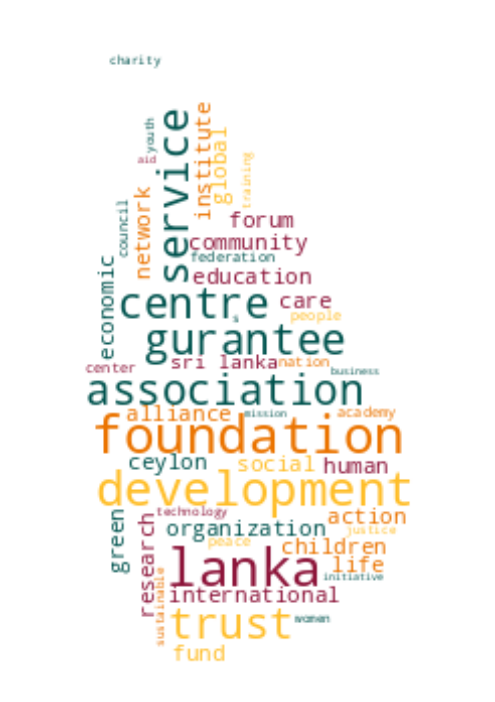 charity
youth
aid
service
institute
global
training
council
network
forum
community
federation
education
economic
centre
s
care
people
gurantee
center
sri lanka
nation
business
association
alliance
mission
academy
foundation
ceylon
social
human
development
green
research
technology
organization
action
justice
peace
children
lanka
life
initiative
sustainable
international
trust
women
fund